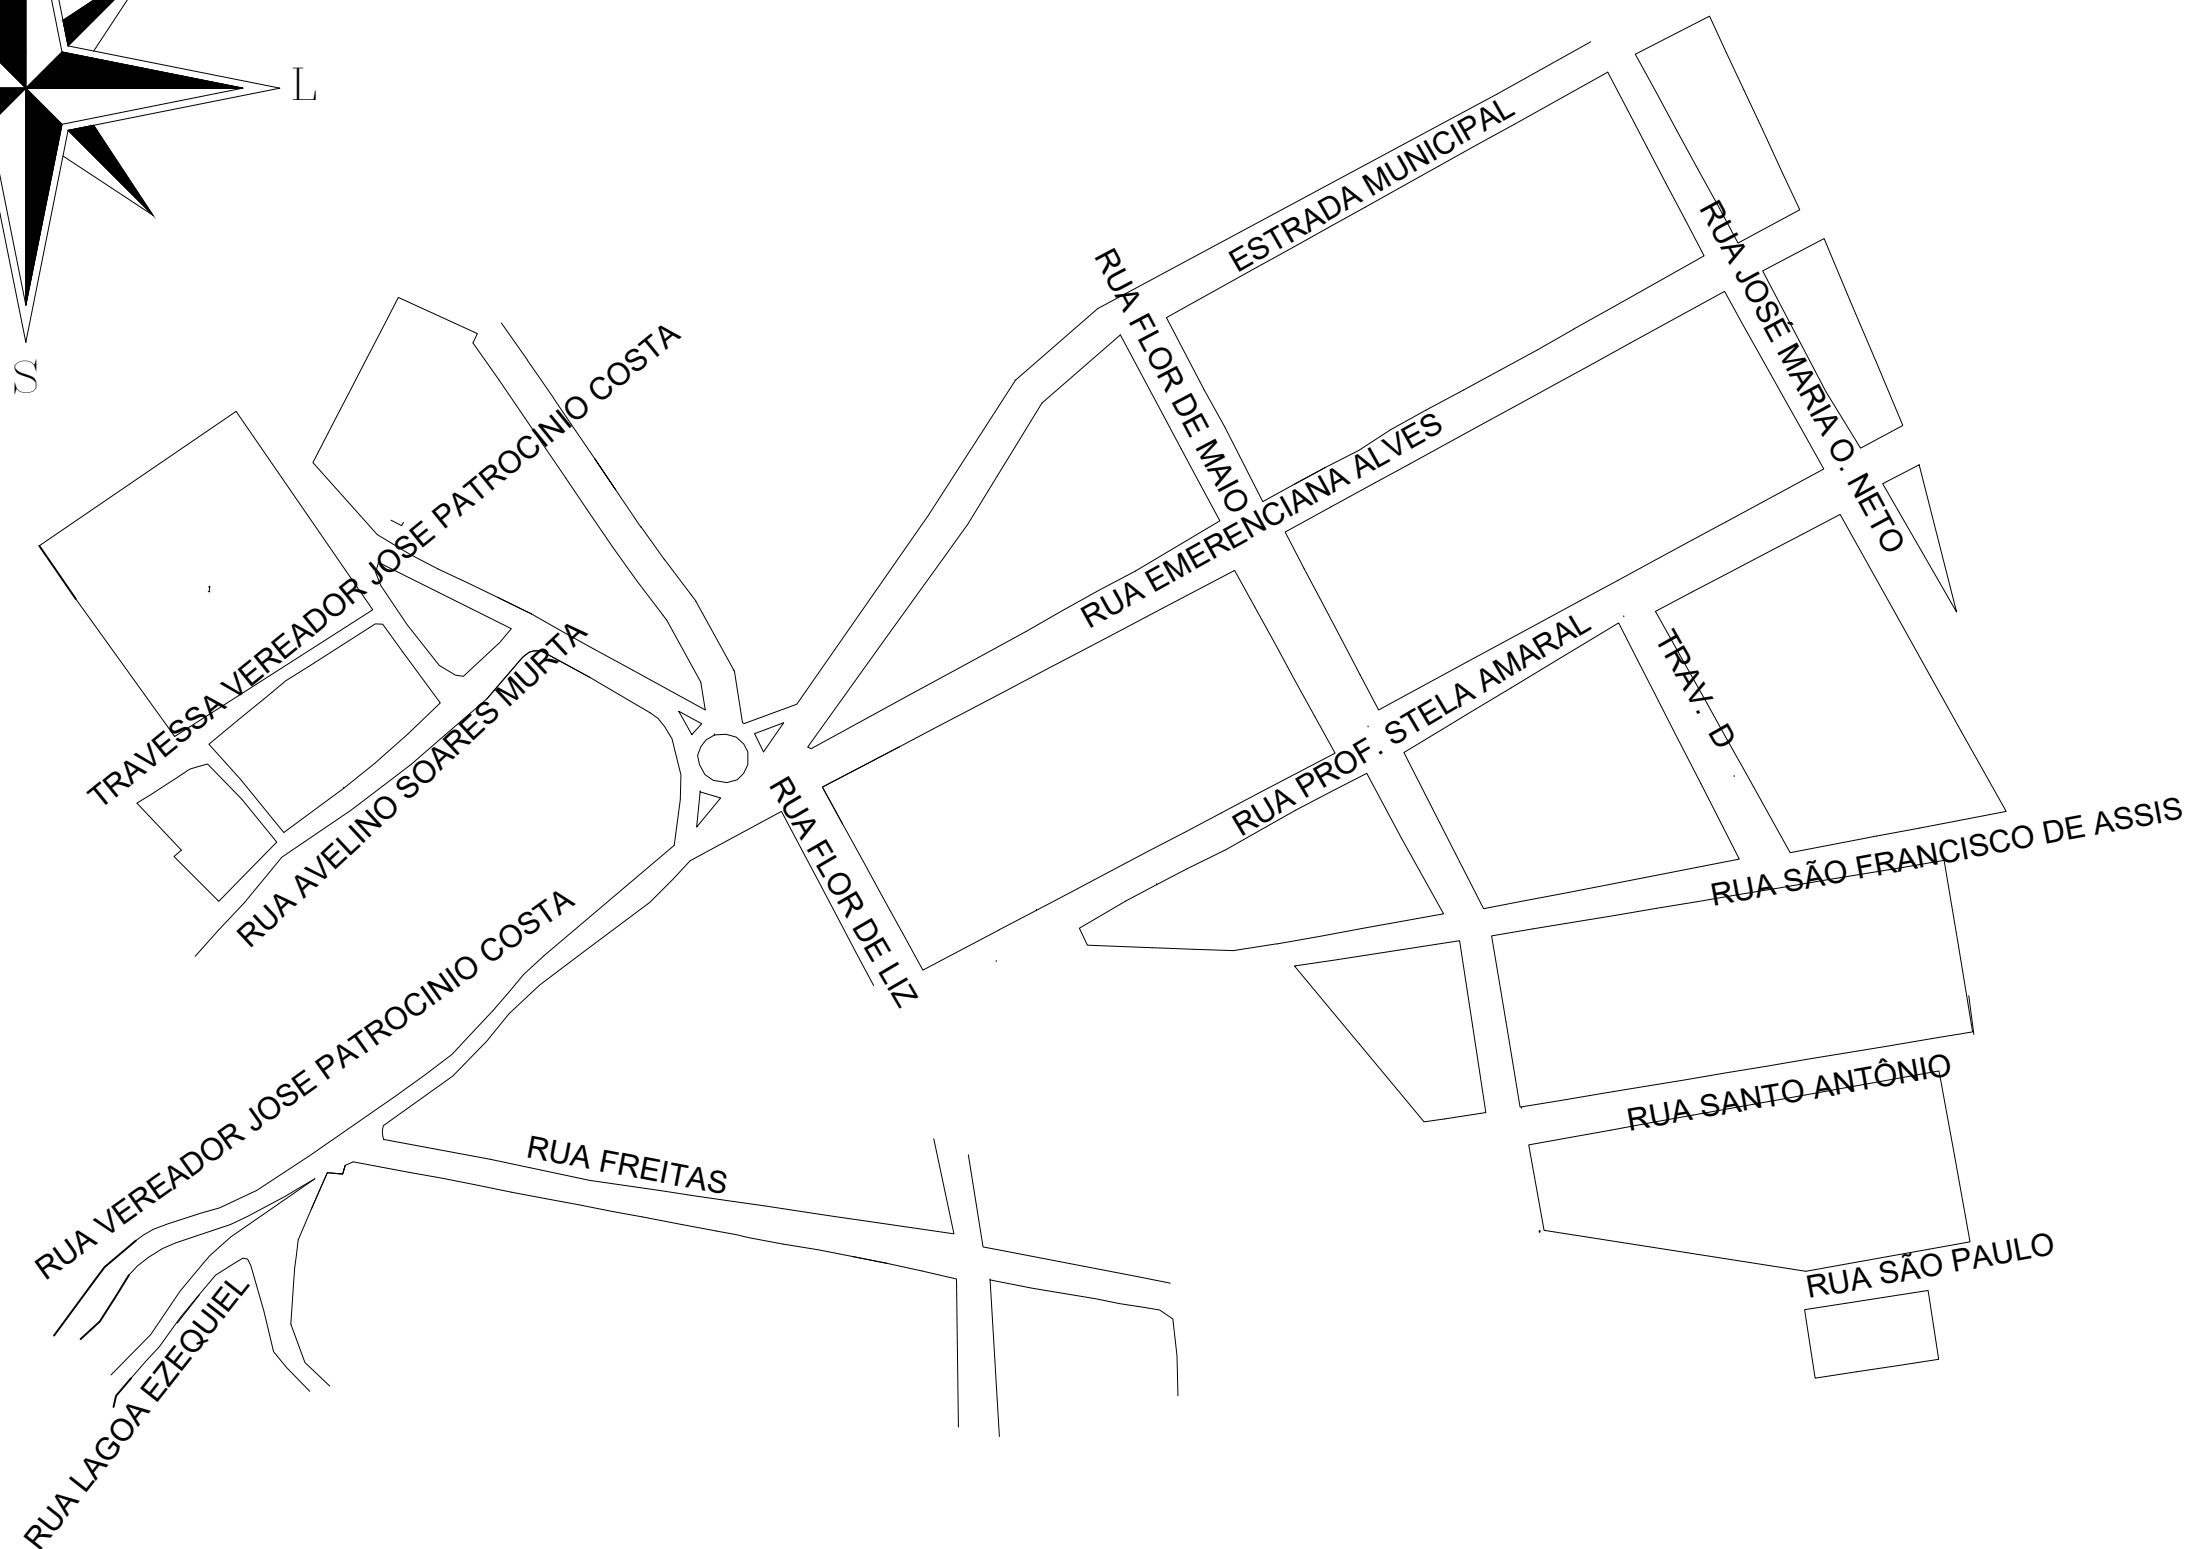 L
S
ESTRADA MUNICIPAL
RUA JOSÉ MARIA O. NETO
RUA FLOR DE MAIO
TRAVESSA VEREADOR JOSE PATROCINIO COSTA
RUA EMERENCIANA ALVES
RUA AVELINO SOARES MURTA
RUA PROF. STELA AMARAL
TRAV. D
RUA FLOR DE LIZ
RUA SÃO FRANCISCO DE ASSIS
RUA VEREADOR JOSE PATROCINIO COSTA
RUA SANTO ANTÔNIO
RUA FREITAS
RUA SÃO PAULO
RUA LAGOA EZEQUIEL